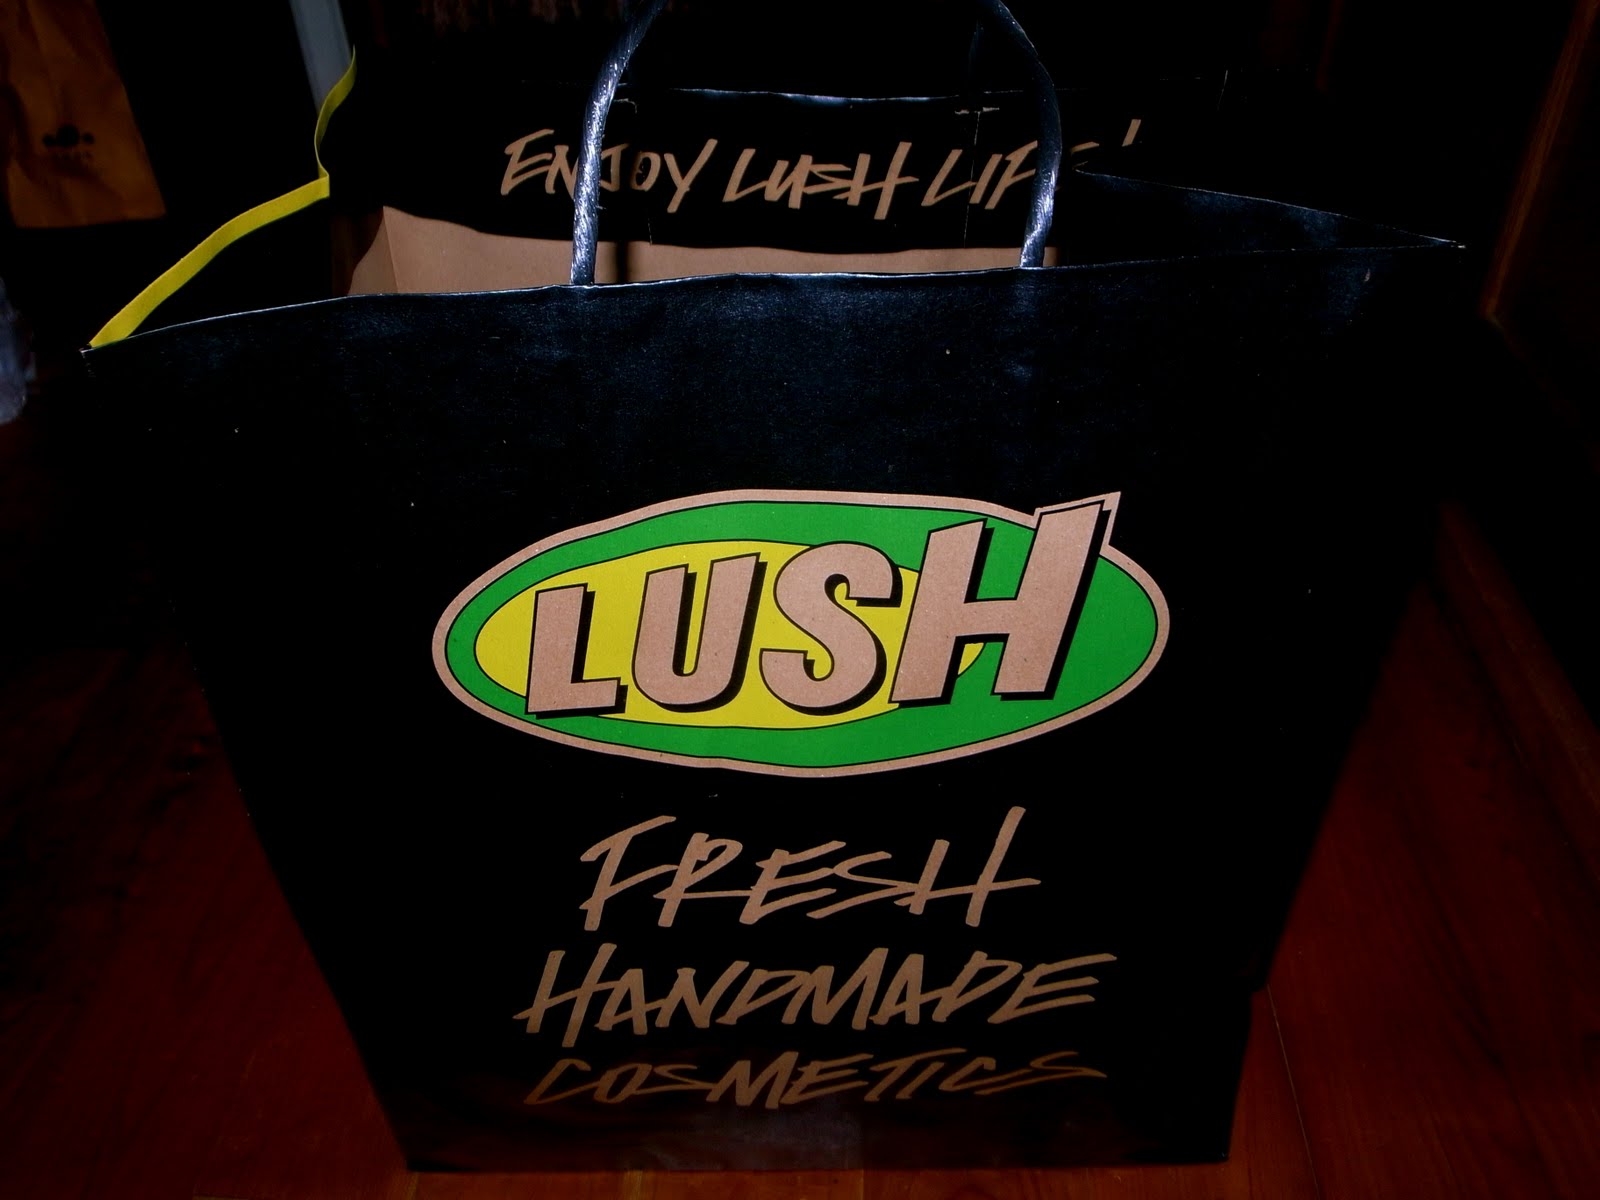 ENJOY LUSH LIFE!
LUSH
FRESH
HANDMADE
COSMETICS